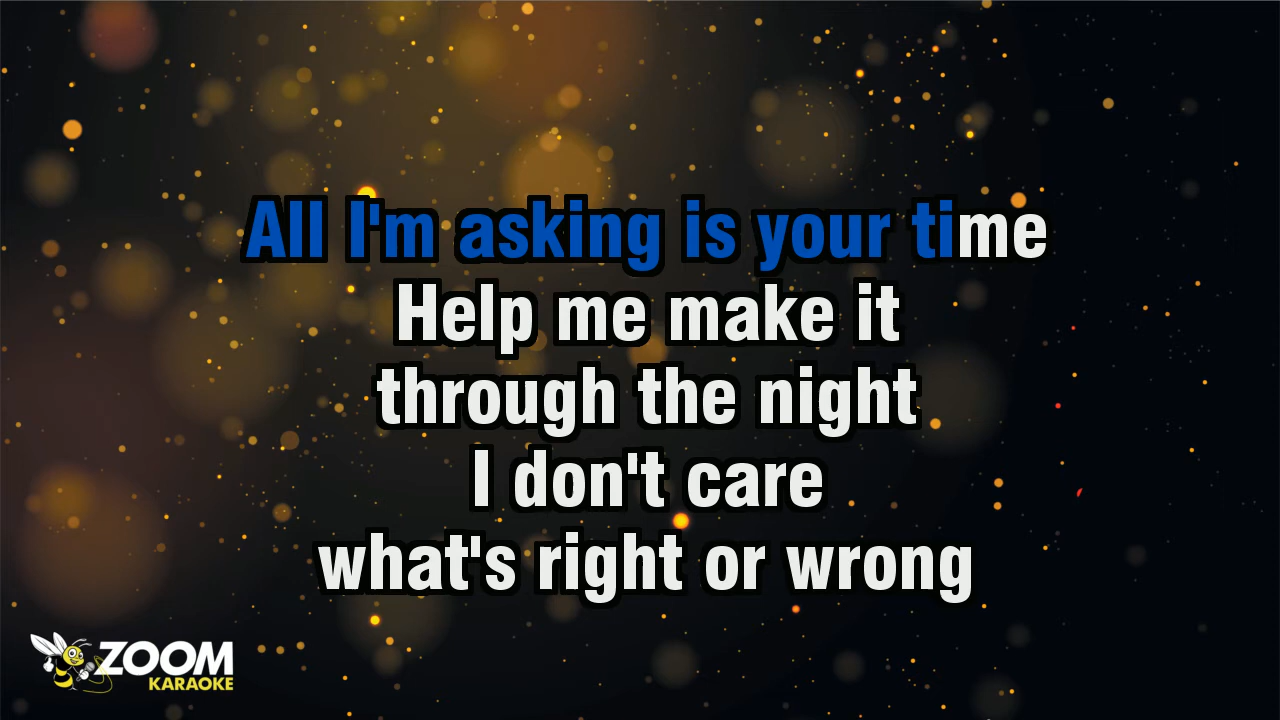 All I'm asking is your time
Help me make it
through the night
I don't care
what's right or wrong
ZOOM
KARAOKE